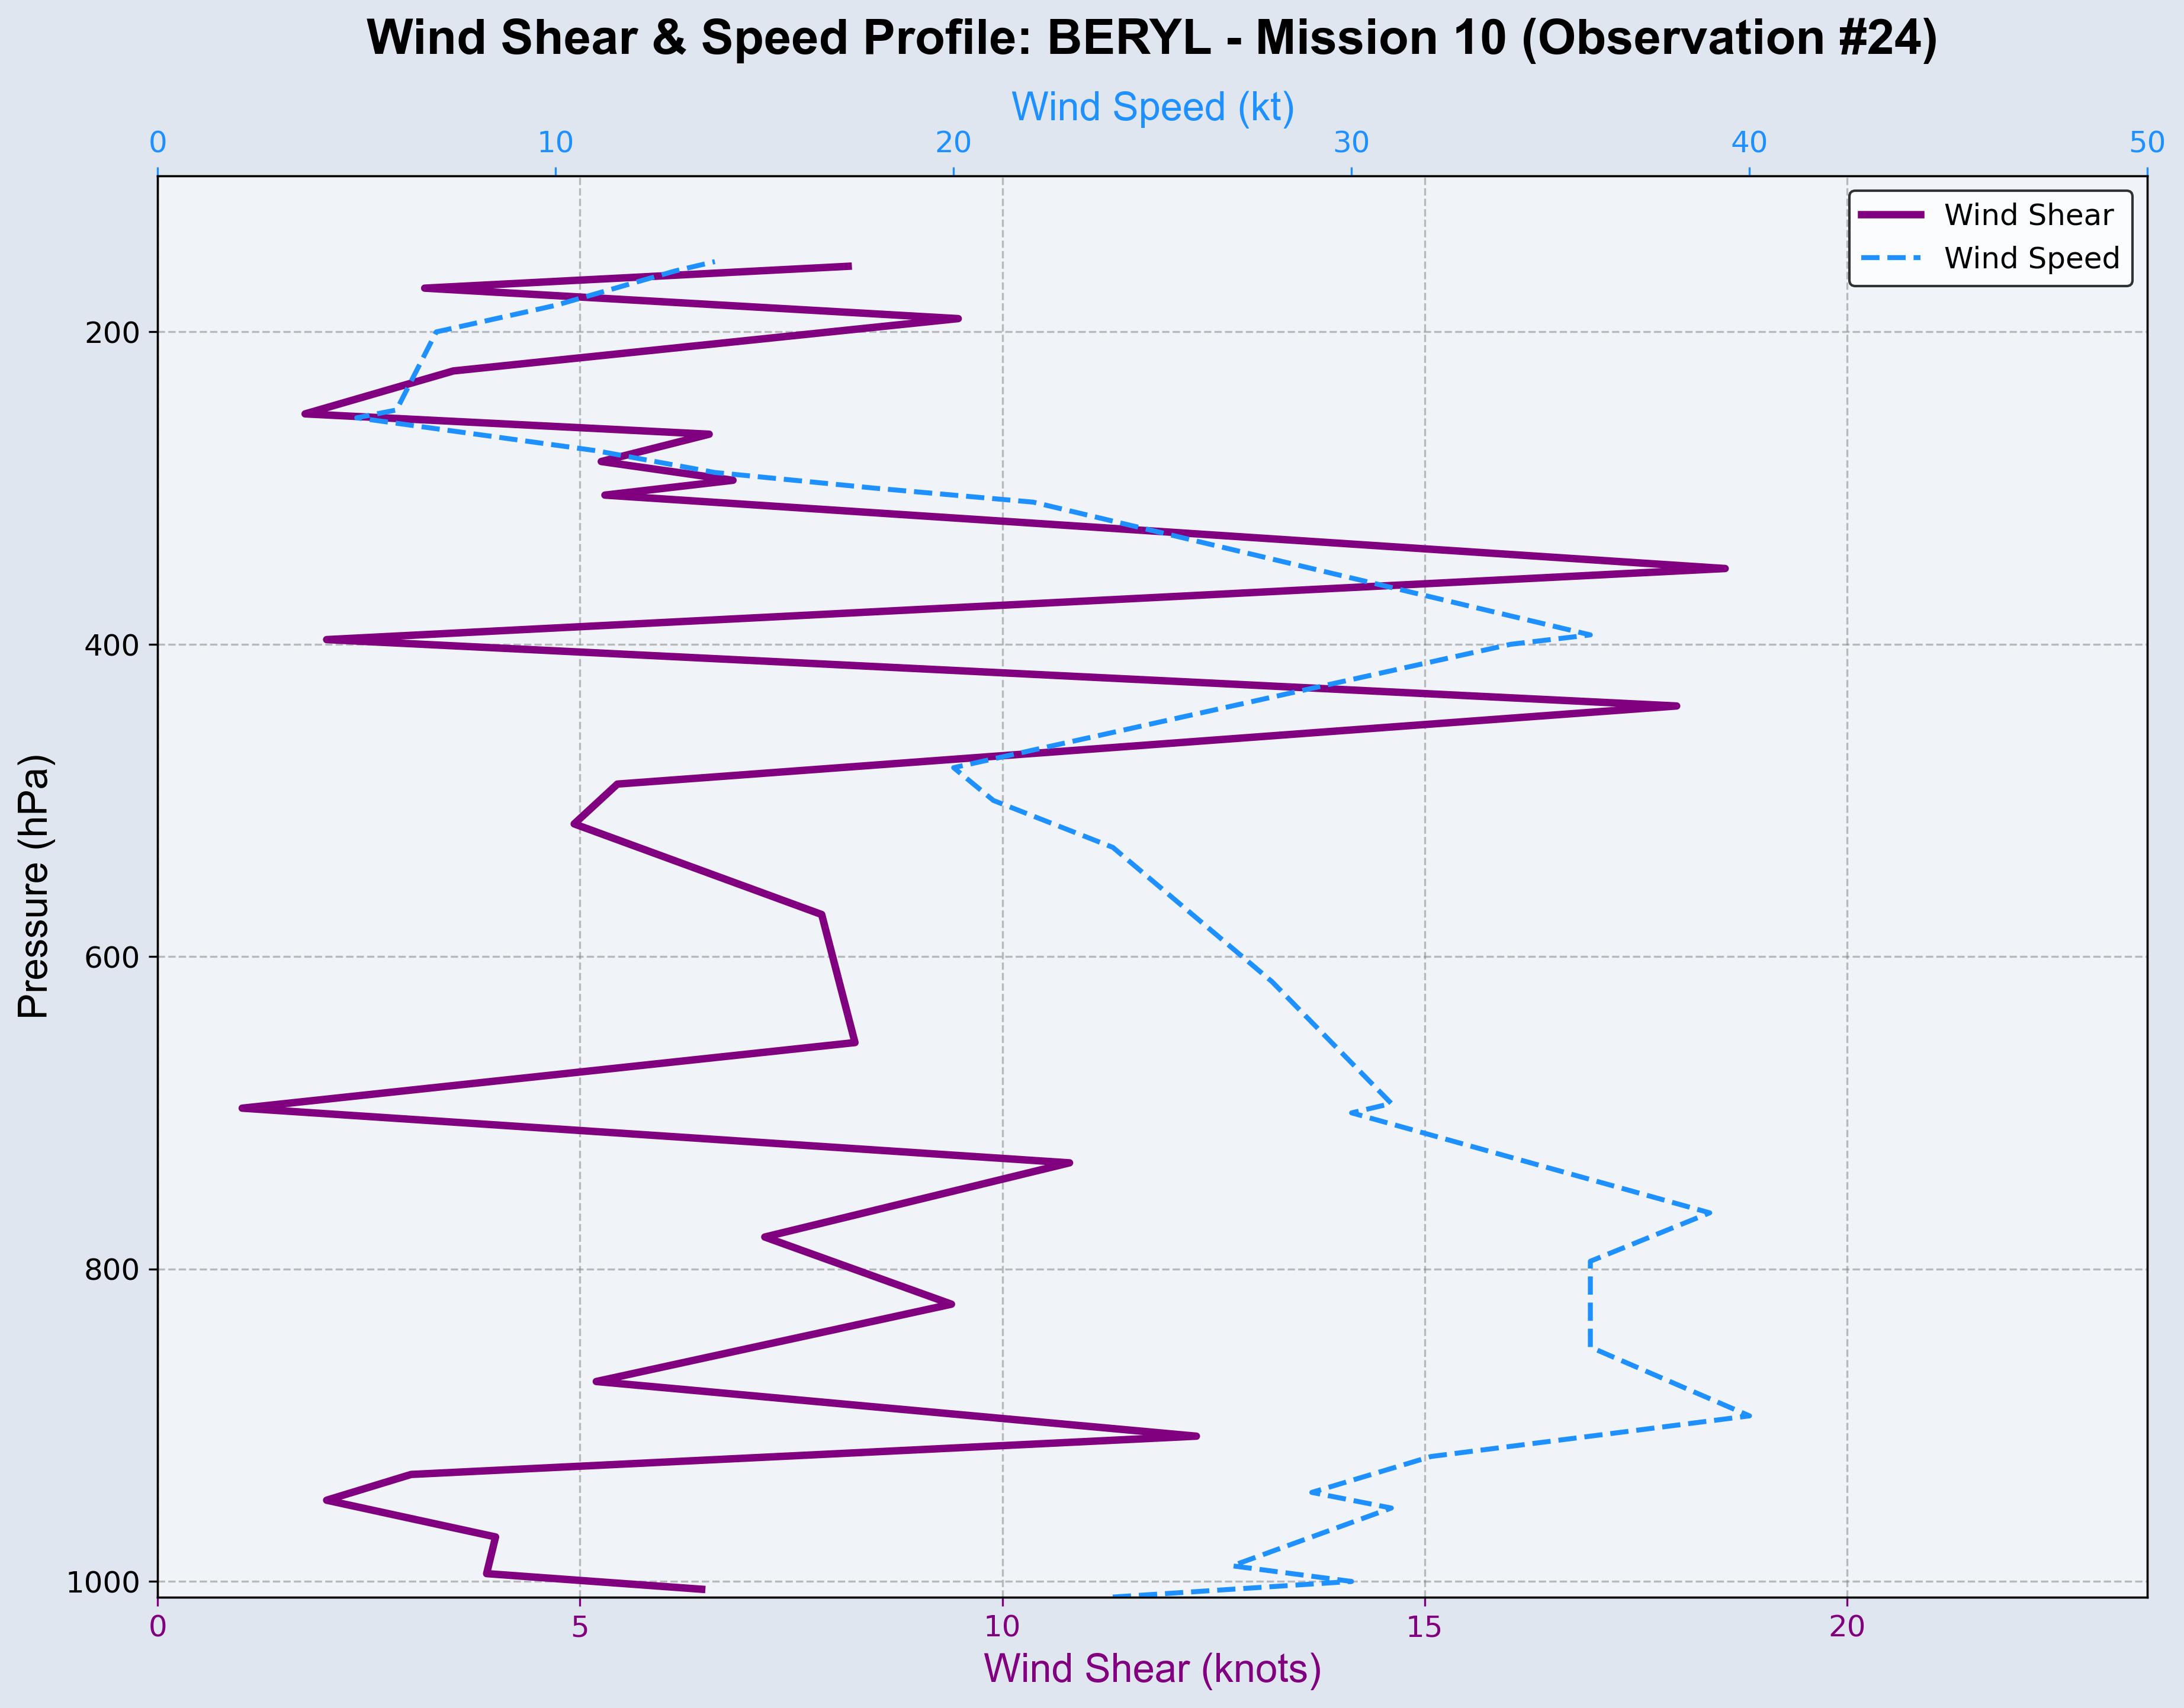 Wind Shear & Speed Profile: BERYL - Mission 10 (Observation #24)
Wind Speed (kt)
0 10 20 30 40 50
Wind Shear
Wind Speed
200
400
600
800
1000
Pressure (hPa)
0 5 10 15 20
Wind Shear (knots)